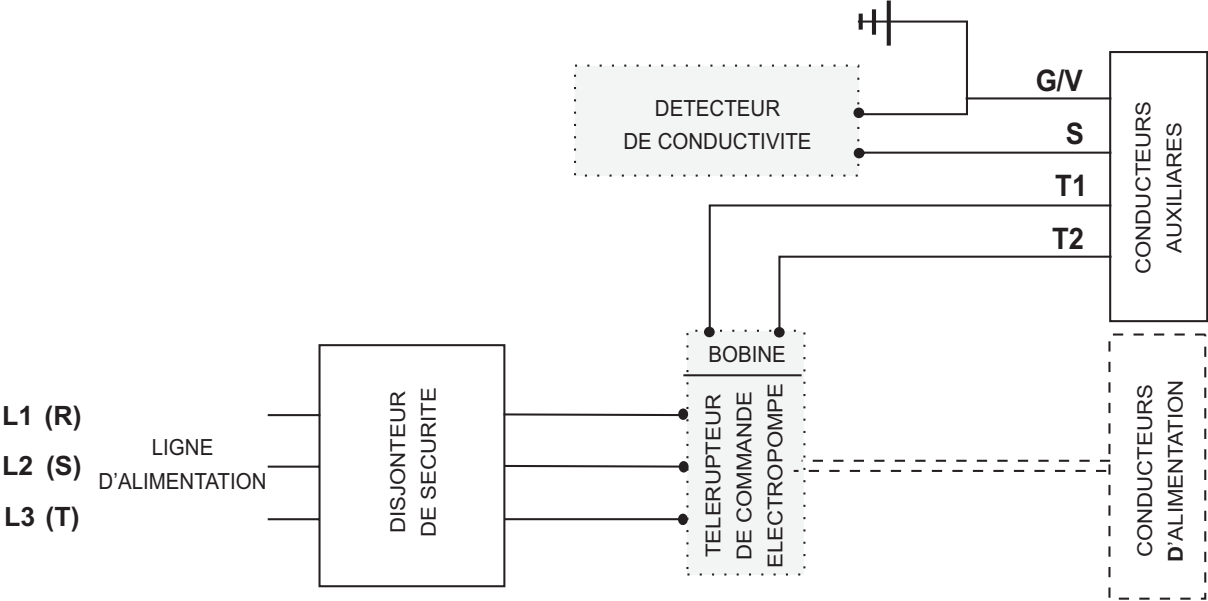 G/V
DETECTEUR
DE CONDUCTIVITE
S
T1
T2
CONDUCTEURS
AUXILIARES
BOBINE
L1 (R)
L2 (S)
L3 (T)
LIGNE
D'ALIMENTATION
DISJONTEUR
DE SECURITE
TELERUPTEUR
DE COMMANDE
ELECTROPOMPE
CONDUCTEURS
D'ALIMENTATION